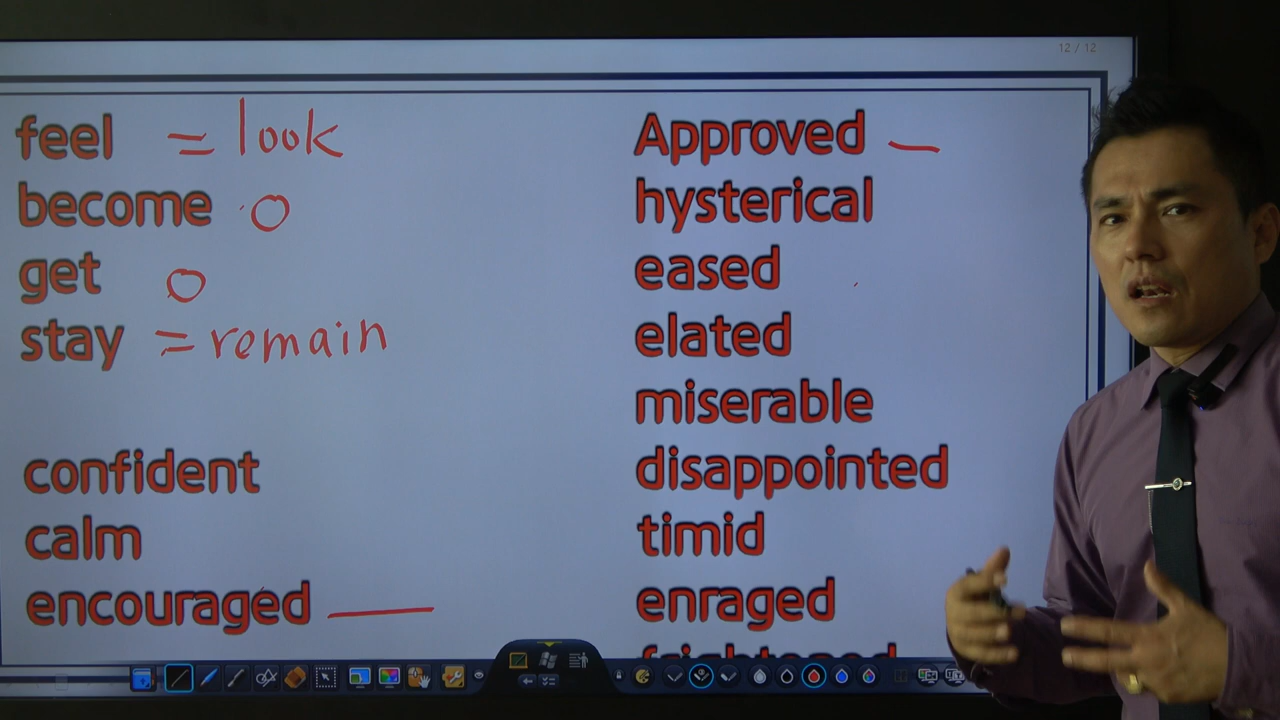 12 / 12
feel = look
become o
get o
stay = remain
confident
calm
encouraged
Approved
hysterical
eased
elated
miserable
disappointed
timid
enraged
frightened